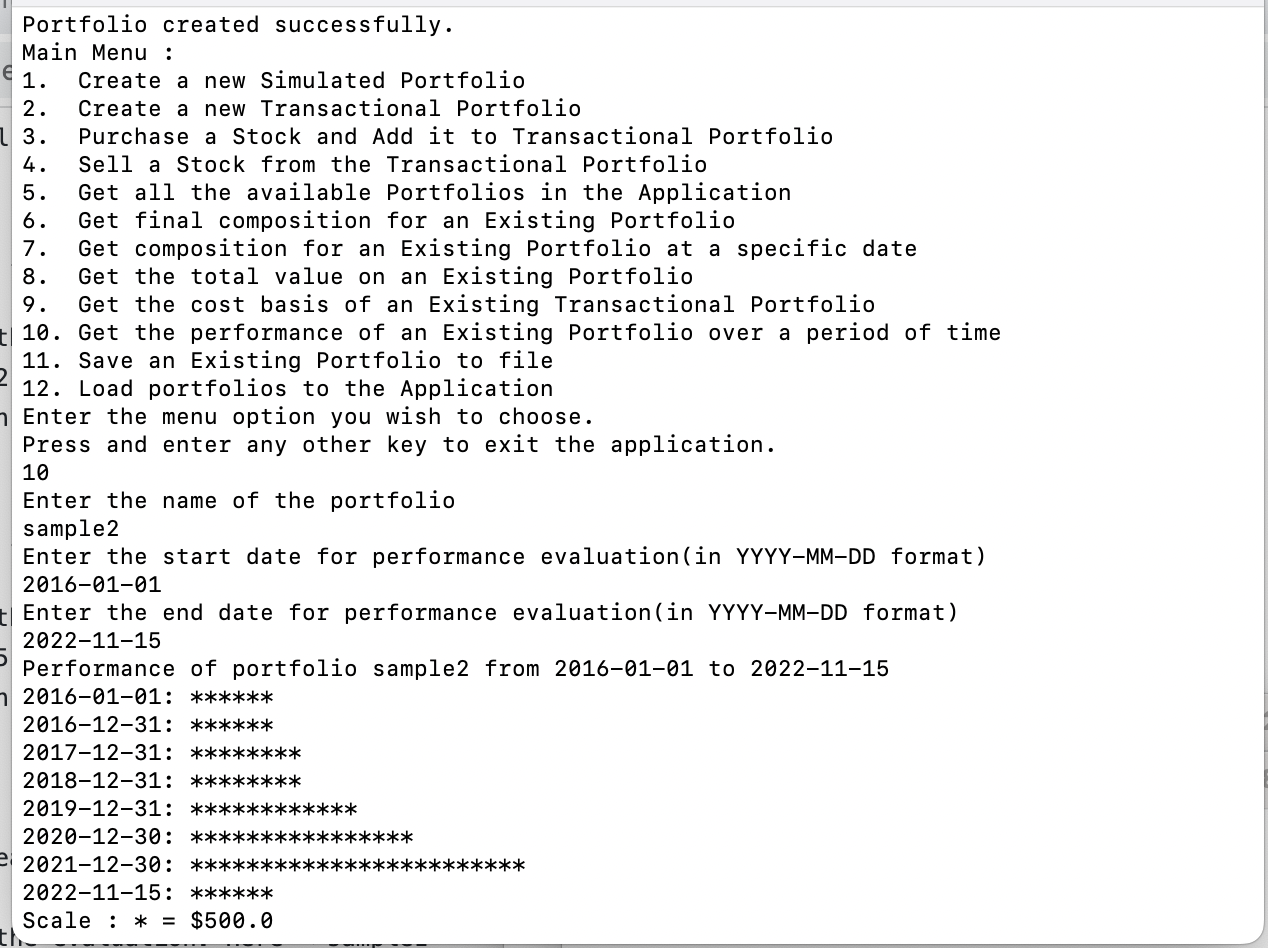 Portfolio created successfully.
Main Menu :
1.  Create a new Simulated Portfolio
2.  Create a new Transactional Portfolio
3.  Purchase a Stock and Add it to Transactional Portfolio
4.  Sell a Stock from the Transactional Portfolio
5.  Get all the available Portfolios in the Application
6.  Get final composition for an Existing Portfolio
7.  Get composition for an Existing Portfolio at a specific date
8.  Get the total value on an Existing Portfolio
9.  Get the cost basis of an Existing Transactional Portfolio
10. Get the performance of an Existing Portfolio over a period of time
11. Save an Existing Portfolio to file
12. Load portfolios to the Application
Enter the menu option you wish to choose.
Press and enter any other key to exit the application.
10
Enter the name of the portfolio
sample2
Enter the start date for performance evaluation(in YYYY-MM-DD format)
2016-01-01
Enter the end date for performance evaluation(in YYYY-MM-DD format)
2022-11-15
Performance of portfolio sample2 from 2016-01-01 to 2022-11-15
2016-01-01: ******
2016-12-31: ******
2017-12-31: ********
2018-12-31: ********
2019-12-31: ************
2020-12-30: ****************
2021-12-30: ************************
2022-11-15: ******
Scale : * = $500.0